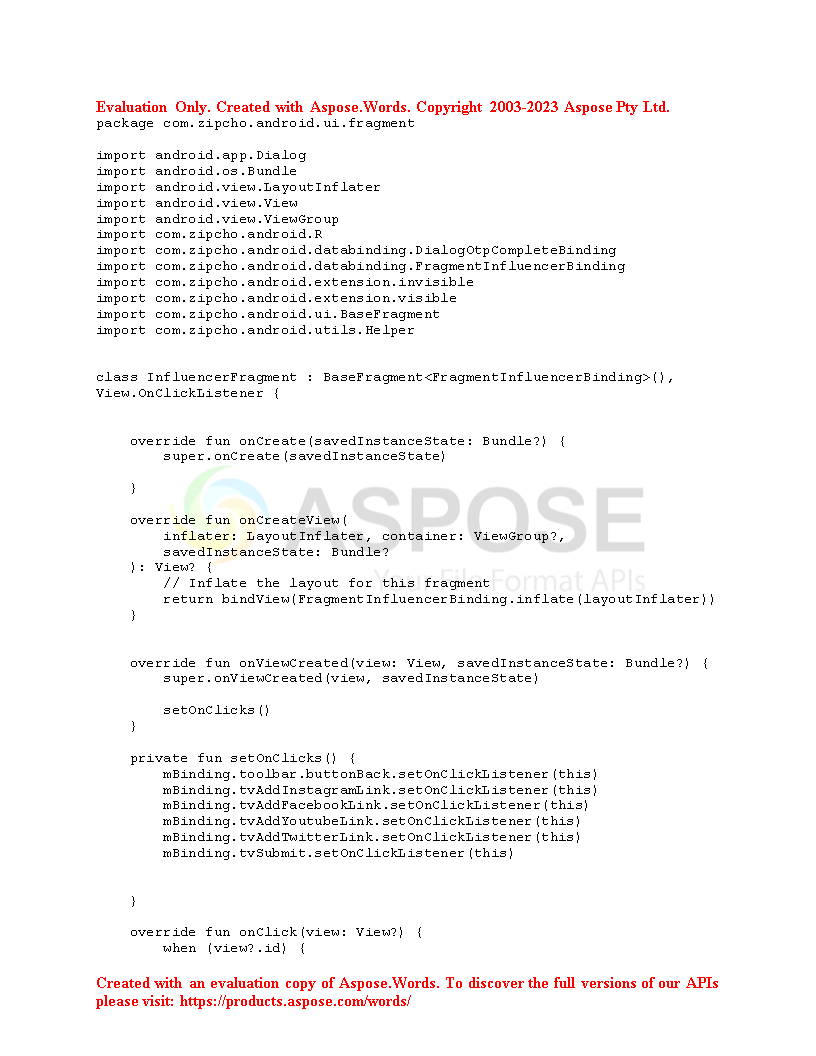 Evaluation Only. Created with Aspose.Words. Copyright 2003-2023 Aspose Pty Ltd.
package com.zipcho.android.ui.fragment
import android.app.Dialog
import android.os.Bundle
import android.view.LayoutInflater
import android.view.View
import android.view.ViewGroup
import com.zipcho.android.R
import com.zipcho.android.databinding.DialogOtpCompleteBinding
import com.zipcho.android.databinding.FragmentInfluencerBinding
import com.zipcho.android.extension.invisible
import com.zipcho.android.extension.visible
import com.zipcho.android.ui.BaseFragment
import com.zipcho.android.utils.Helper
class InfluencerFragment : BaseFragment<FragmentInfluencerBinding>(),
View.OnClickListener {
    override fun onCreate(savedInstanceState: Bundle?) {
        super.onCreate(savedInstanceState)
    }
ASPOSE
    override fun onCreateView(
        inflater: LayoutInflater, container: ViewGroup?,
        savedInstanceState: Bundle?
    ): View? {
Your File Format APIs
        // Inflate the layout for this fragment
        return bindView(FragmentInfluencerBinding.inflate(layoutInflater))
    }
    override fun onViewCreated(view: View, savedInstanceState: Bundle?) {
        super.onViewCreated(view, savedInstanceState)
        setOnClicks()
    }
    private fun setOnClicks() {
        mBinding.toolbar.buttonBack.setOnClickListener(this)
        mBinding.tvAddInstagramLink.setOnClickListener(this)
        mBinding.tvAddFacebookLink.setOnClickListener(this)
        mBinding.tvAddYoutubeLink.setOnClickListener(this)
        mBinding.tvAddTwitterLink.setOnClickListener(this)
        mBinding.tvSubmit.setOnClickListener(this)
    }
    override fun onClick(view: View?) {
        when (view?.id) {
Created with an evaluation copy of Aspose.Words. To discover the full versions of our APIs
please visit: https://products.aspose.com/words/